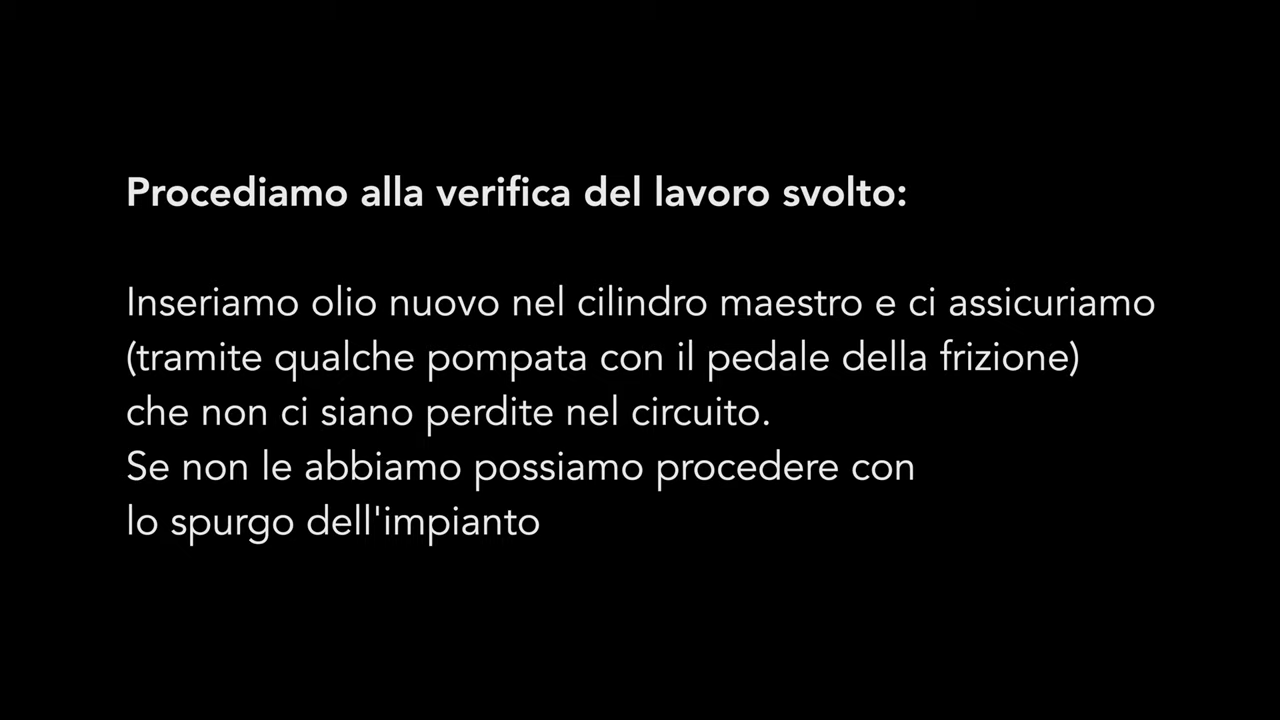 Procediamo alla verifica del lavoro svolto:
Inseriamo olio nuovo nel cilindro maestro e ci assicuriamo
(tramite qualche pompata con il pedale della frizione)
che non ci siano perdite nel circuito.
Se non le abbiamo possiamo procedere con
lo spurgo dell'impianto